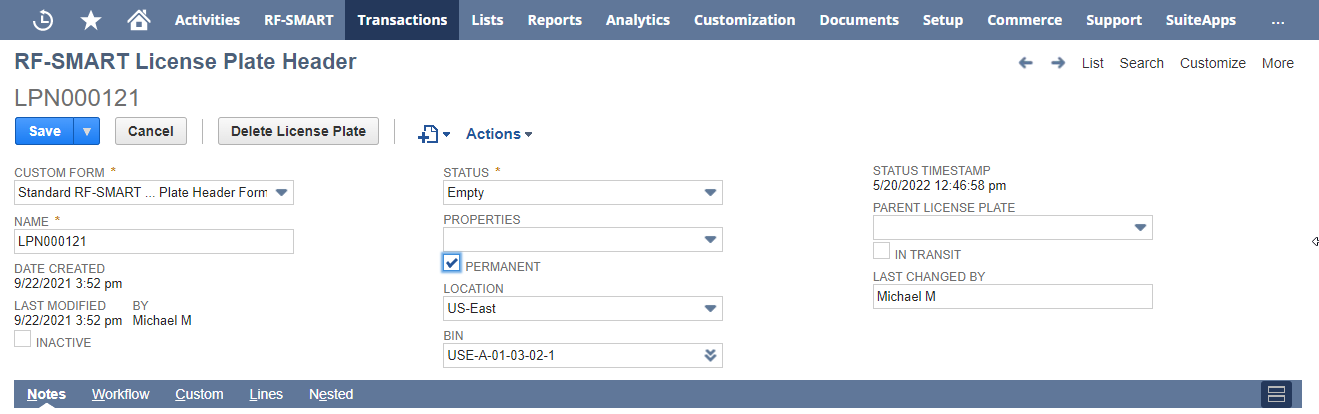 Activities RF-SMART Transactions Lists Reports Analytics Customization Documents Setup Commerce Support SuiteApps ...
RF-SMART License Plate Header
List Search Customize More
LPN000121
Save Cancel Delete License Plate Actions
CUSTOM FORM *
Standard RF-SMART ... Plate Header Form
NAME *
LPN000121
DATE CREATED
9/22/2021 3:52 pm
LAST MODIFIED BY
9/22/2021 3:52 pm Michael M
INACTIVE
STATUS *
Empty
PROPERTIES
PERMANENT
LOCATION
US-East
BIN
USE-A-01-03-02-1
STATUS TIMESTAMP
5/20/2022 12:46:58 pm
PARENT LICENSE PLATE
IN TRANSIT
LAST CHANGED BY
Michael M
Notes Workflow Custom Lines Nested